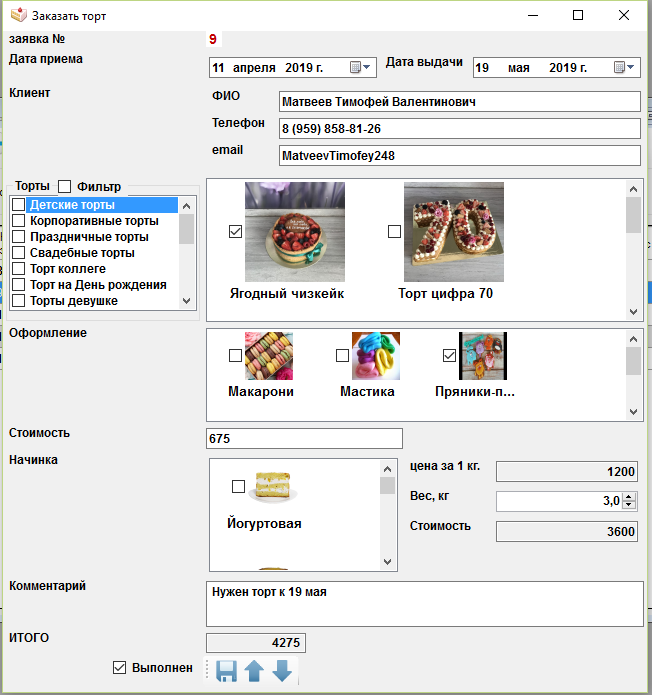 Заказать торт
заявка № 9
Дата приема 11 апреля 2019 г. Дата выдачи 19 мая 2019 г.
Клиент ФИО Матвеев Тимофей Валентинович
Телефон 8 (959) 858-81-26
email MatveevTimofey248
Торты Фильтр
Детские торты
Корпоративные торты
Праздничные торты
Свадебные торты
Торт коллеге
Торт на День рождения
Торты девушке
Ягодный чизкейк Торт цифра 70
Оформление
Макарони Мастика Пряники-п...
Стоимость 675
Начинка
Йогуртовая
цена за 1 кг. 1200
Вес, кг 3,0
Стоимость 3600
Комментарий Нужен торт к 19 мая
ИТОГО 4275
Выполнен